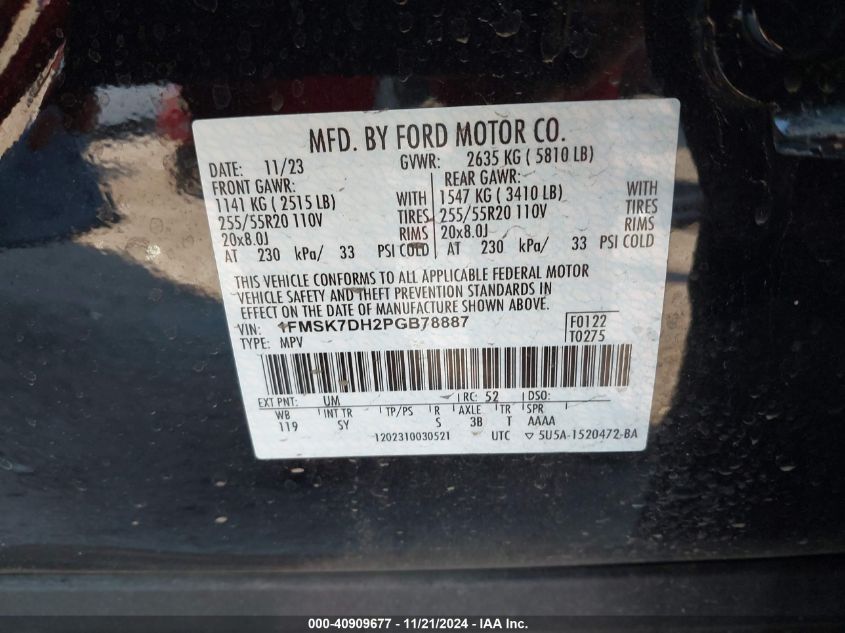 MFD. BY FORD MOTOR CO.
DATE: 11/23 GVWR: 2635 KG ( 5810 LB)
FRONT GAWR: REAR GAWR:
1141 KG ( 2515 LB) WITH 1547 KG ( 3410 LB) WITH
255/55R20 110V TIRES 255/55R20 110V TIRES
20x8.0J RIMS 20x8.0J RIMS
AT 230 kPa/ 33 PSI COLD AT 230 kPa/ 33 PSI COLD
THIS VEHICLE CONFORMS TO ALL APPLICABLE FEDERAL MOTOR
VEHICLE SAFETY AND THEFT PREVENTION STANDARDS IN
EFFECT ON THE DATE OF MANUFACTURE SHOWN ABOVE.
VIN: 1FMSK7DH2PGB78887 F0122
TYPE: MPV T0275
EXT PNT: UM RC: 52 DSO:
WB INT TR TP/PS R AXLE TR SPR
119 SY S 3B T AAAA
1202310030521 UTC ▽ 5U5A-1520472-BA
000-40909677 - 11/21/2024 - IAA Inc.